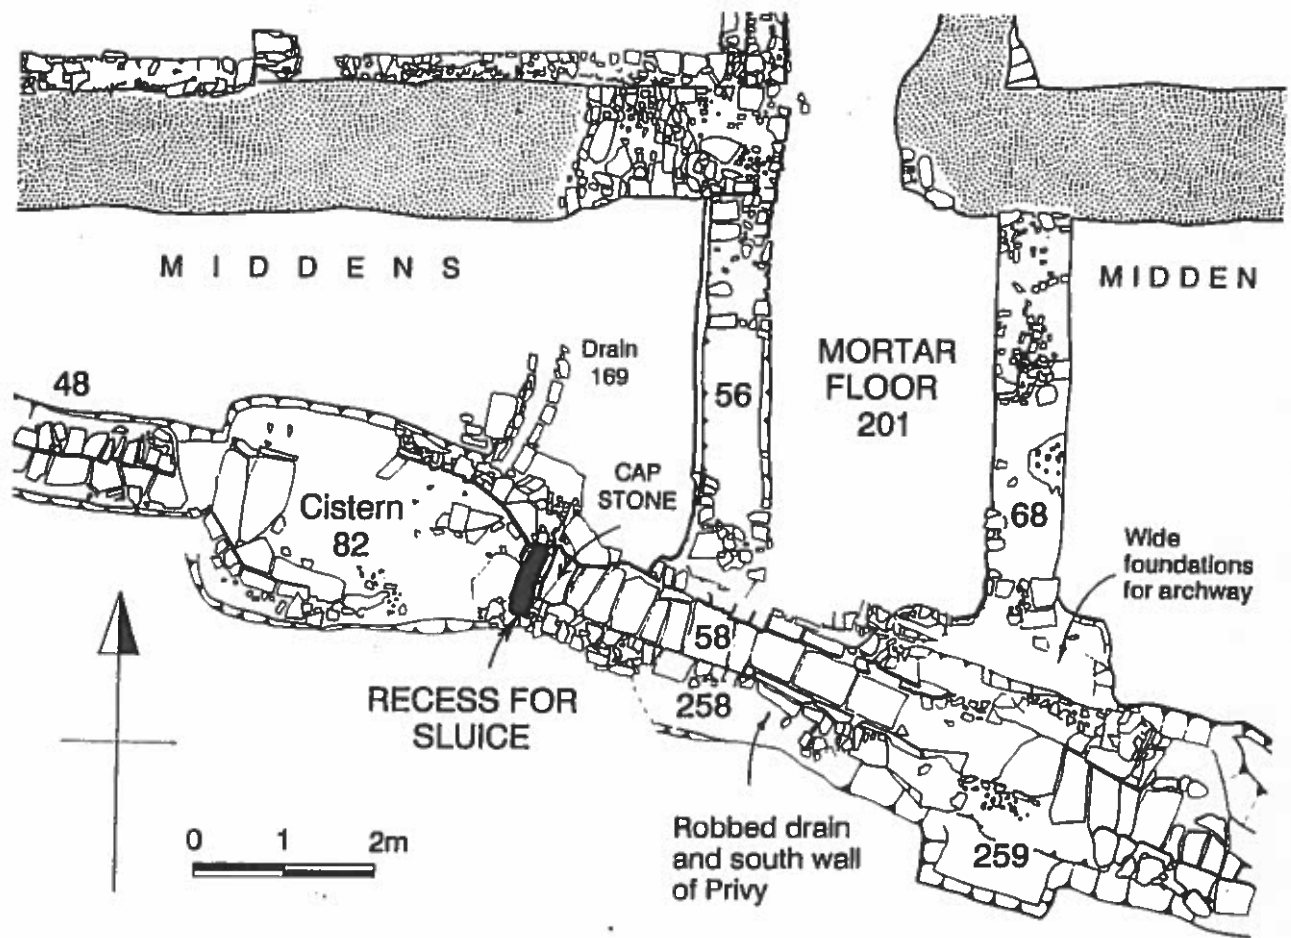 MIDDENS
MIDDEN
Drain
169
MORTAR
FLOOR
201
48
56
CAP
STONE
Cistern
82
68
Wide
foundations
for archway
58
RECESS FOR
SLUICE
258
Robbed drain
and south wall
of Privy
259
0 1 2m